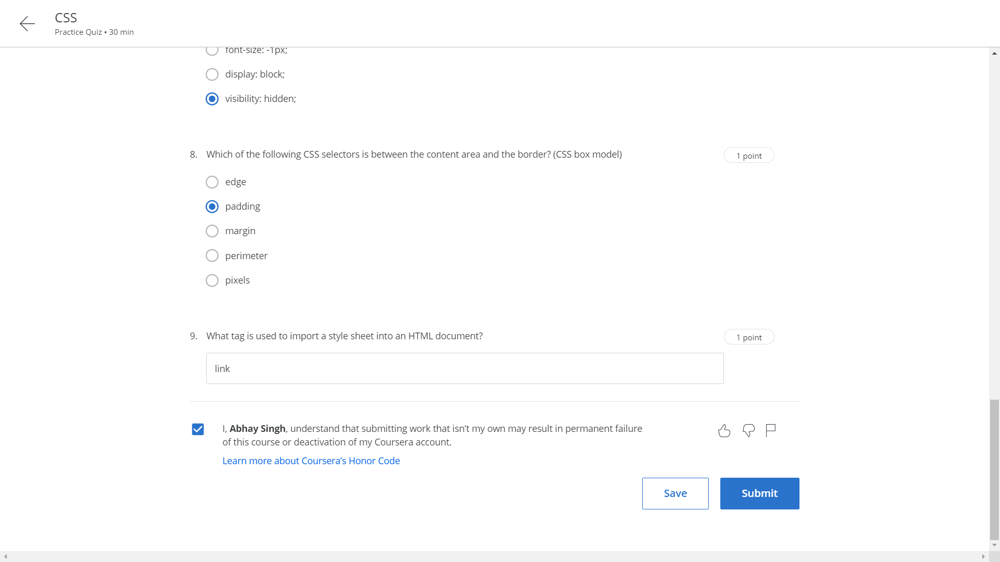 CSS
Practice Quiz • 30 min
font-size: -1px;
display: block;
visibility: hidden;
8. Which of the following CSS selectors is between the content area and the border? (CSS box model)
1 point
edge
padding
margin
perimeter
pixels
9. What tag is used to import a style sheet into an HTML document?
1 point
link
I, Abhay Singh, understand that submitting work that isn’t my own may result in permanent failure
of this course or deactivation of my Coursera account.
Learn more about Coursera’s Honor Code
Save
Submit